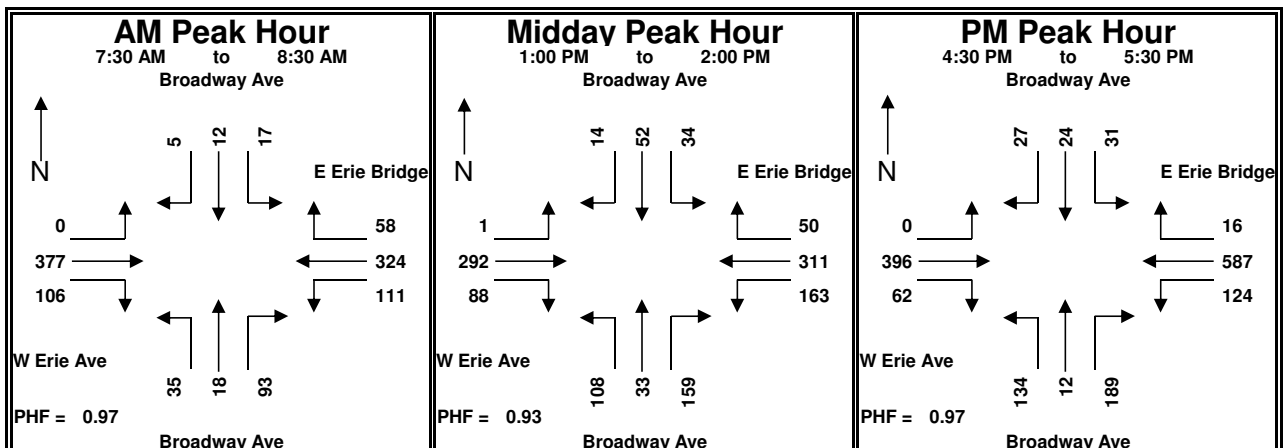 AM Peak Hour
7:30 AM to 8:30 AM
Broadway Ave
5 12 17
N
E Erie Bridge
0 58
377 324
106 111
W Erie Ave
35 18 93
PHF = 0.97
Broadway Ave
Midday Peak Hour
1:00 PM to 2:00 PM
Broadway Ave
14 52 34
N
E Erie Bridge
1 50
292 311
88 163
W Erie Ave
108 33 159
PHF = 0.93
Broadway Ave
PM Peak Hour
4:30 PM to 5:30 PM
Broadway Ave
27 24 31
N
E Erie Bridge
0 16
396 587
62 124
W Erie Ave
134 12 189
PHF = 0.97
Broadway Ave